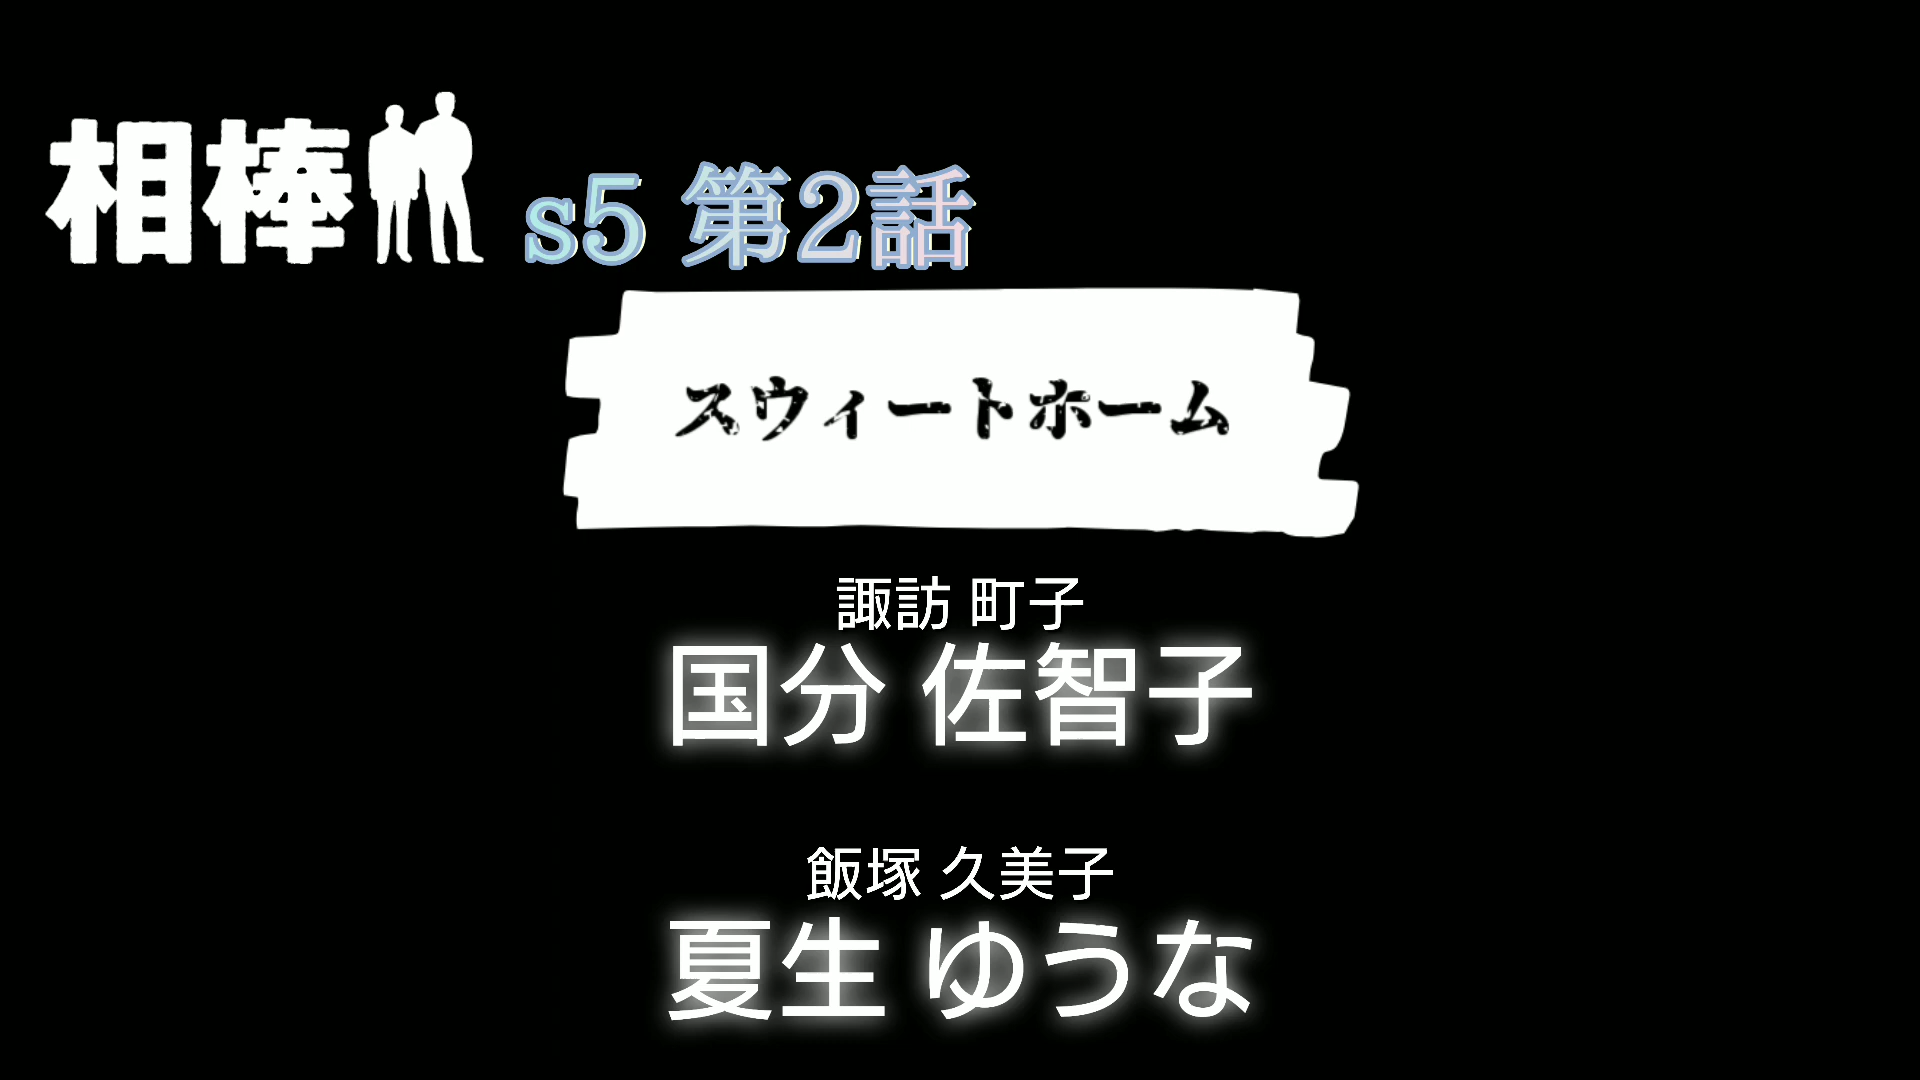 相棒 s5 第2話
スウィートホーム
諏訪 町子
国分 佐智子
飯塚 久美子
夏生 ゆうな